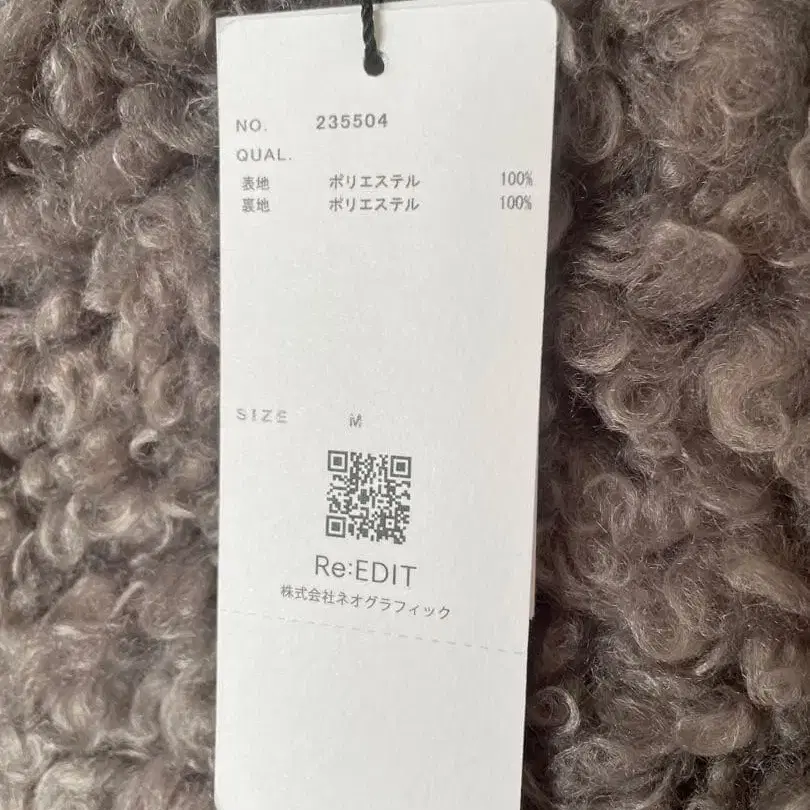 NO. 235504
QUAL.
表地 ポリエステル 100%
裏地 ポリエステル 100%
SIZE M
Re:EDIT
株式会社ネオグラフィック